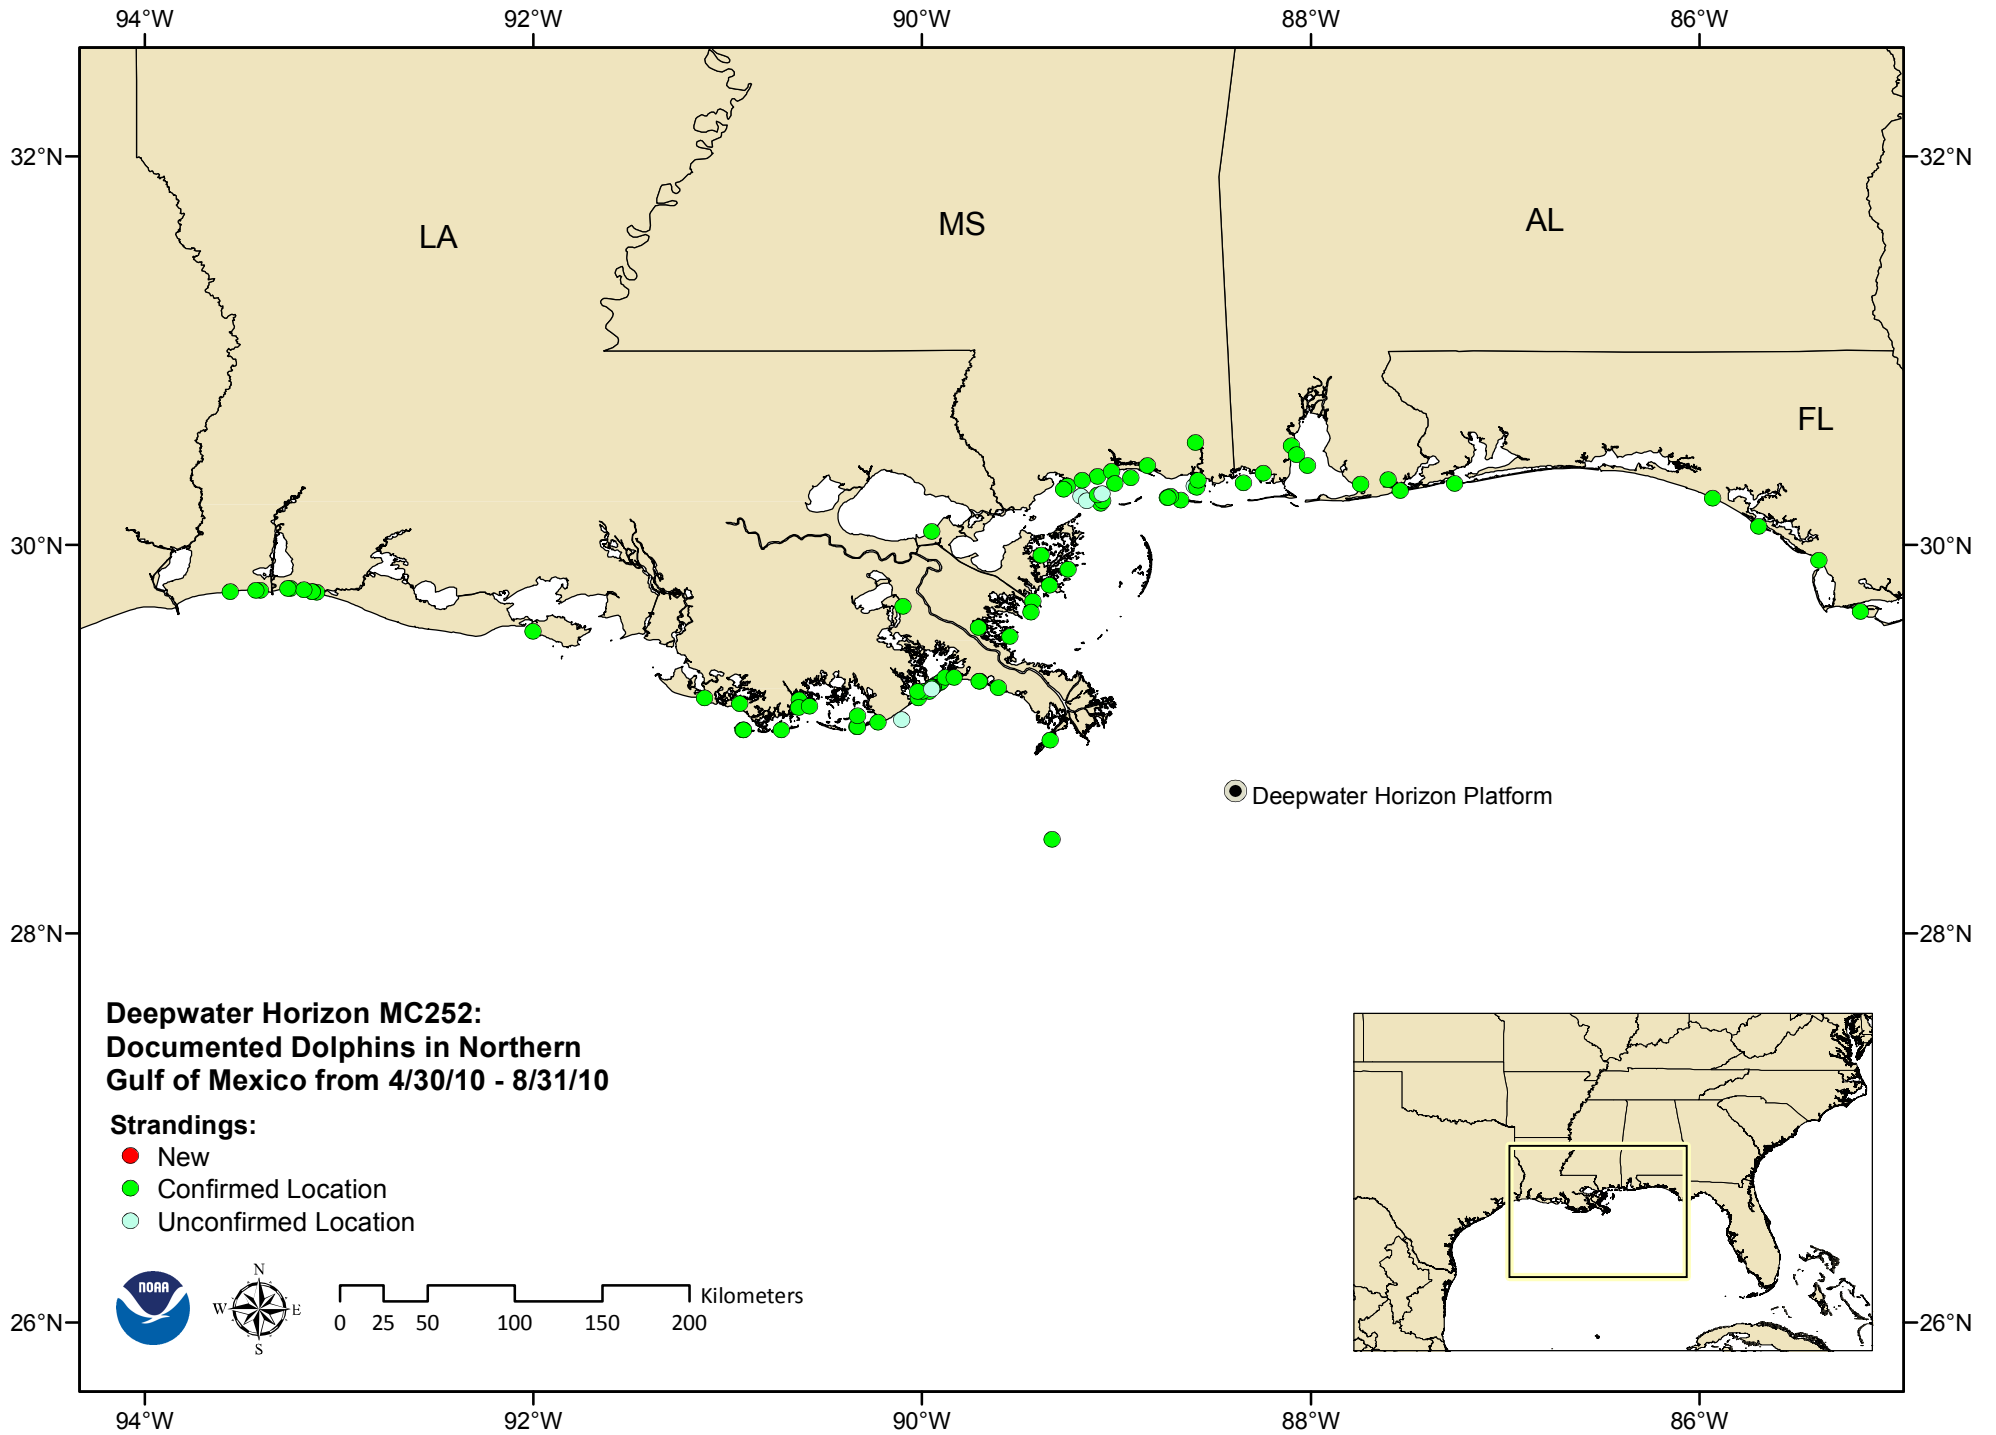 94°W 92°W 90°W 88°W 86°W
32°N 32°N
LA MS AL
FL
30°N 30°N
Deepwater Horizon Platform
28°N 28°N
Deepwater Horizon MC252:
Documented Dolphins in Northern
Gulf of Mexico from 4/30/10 - 8/31/10
Strandings:
New
Confirmed Location
Unconfirmed Location
NOAA
N
W E
S
Kilometers
0 25 50 100 150 200
26°N 26°N
94°W 92°W 90°W 88°W 86°W